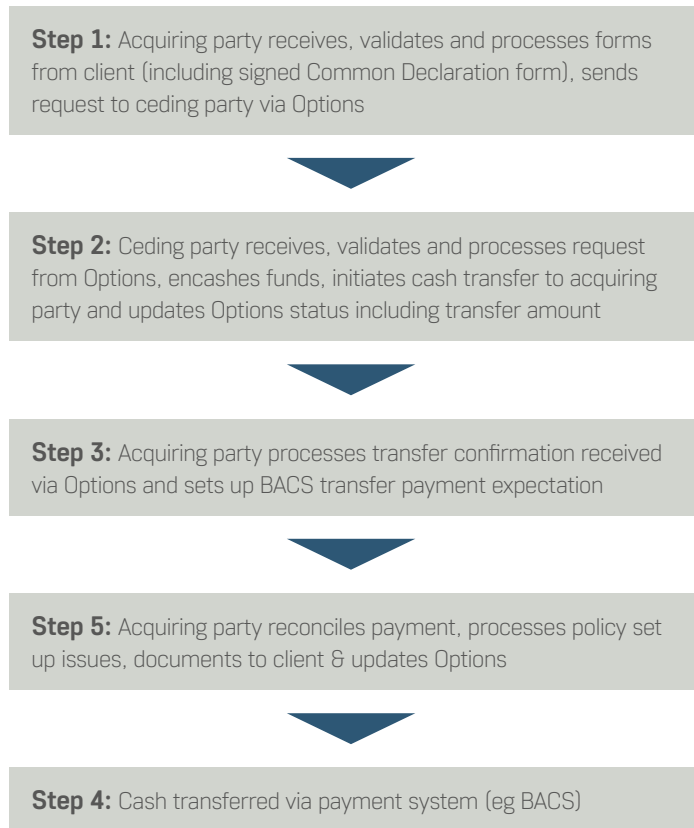 Step 1: Acquiring party receives, validates and processes forms
from client (including signed Common Declaration form), sends
request to ceding party via Options
Step 2: Ceding party receives, validates and processes request
from Options, encashes funds, initiates cash transfer to acquiring
party and updates Options status including transfer amount
Step 3: Acquiring party processes transfer confirmation received
via Options and sets up BACS transfer payment expectation
Step 5: Acquiring party reconciles payment, processes policy set
up issues, documents to client & updates Options
Step 4: Cash transferred via payment system (eg BACS)